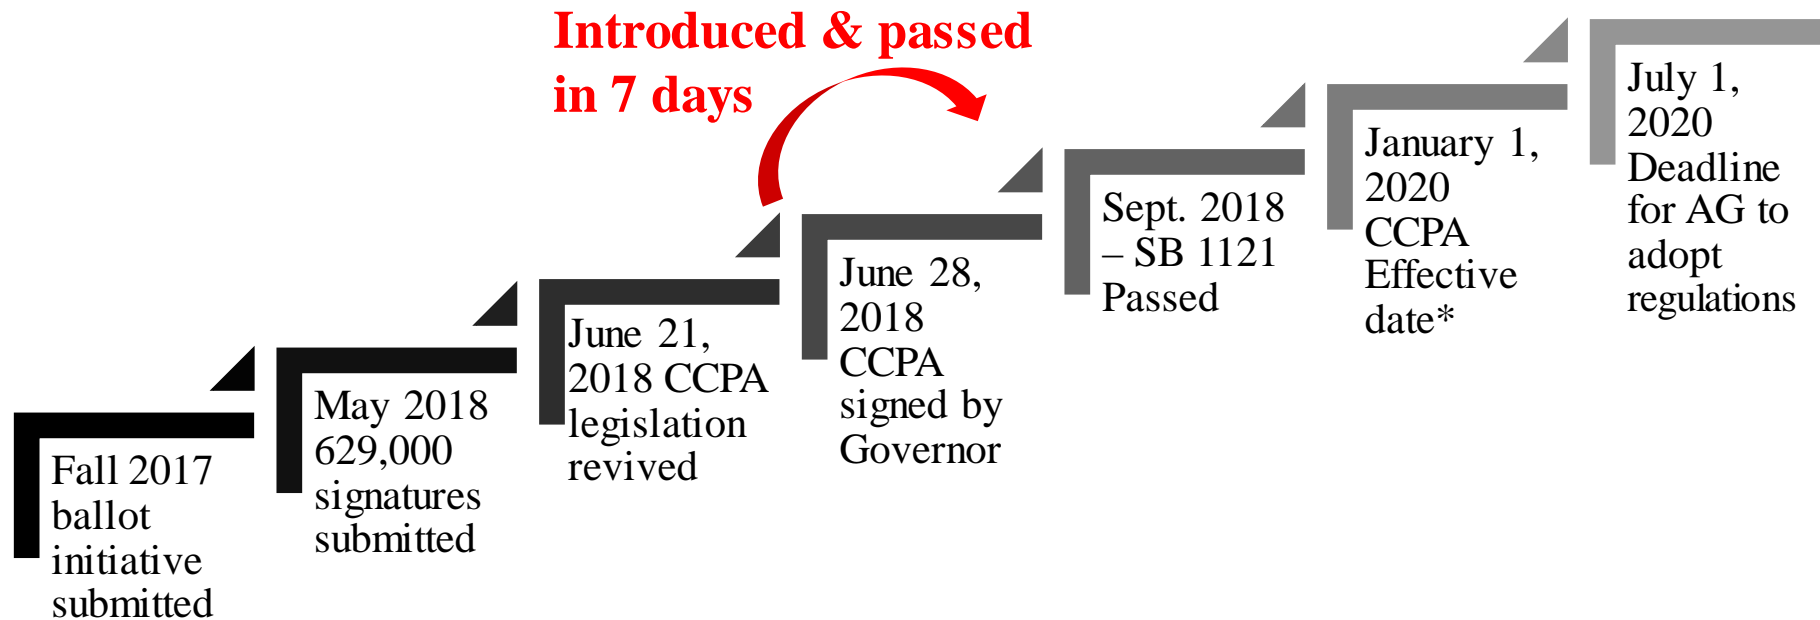 Introduced & passed
in 7 days
Fall 2017
ballot
initiative
submitted
May 2018
629,000
signatures
submitted
June 21,
2018 CCPA
legislation
revived
June 28,
2018
CCPA
signed by
Governor
Sept. 2018
– SB 1121
Passed
January 1,
2020
CCPA
Effective
date*
July 1,
2020
Deadline
for AG to
adopt
regulations